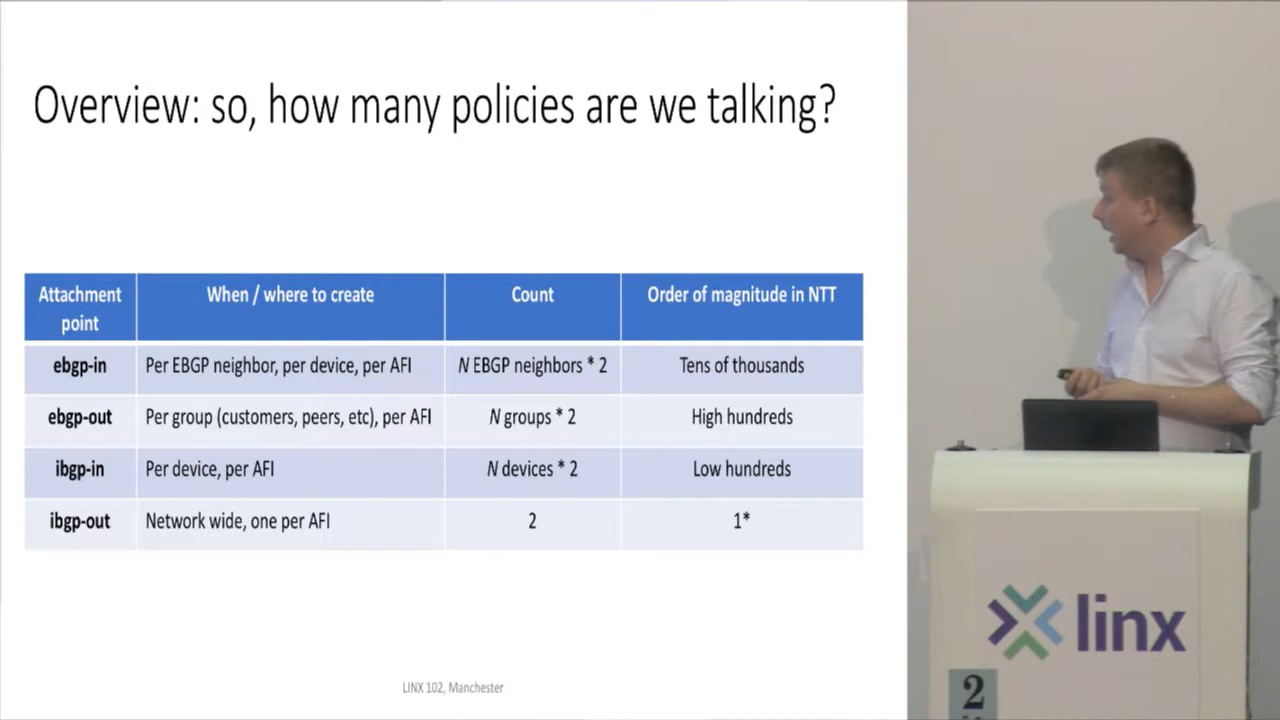 Overview: so, how many policies are we talking?
Attachment point
When / where to create
Count
Order of magnitude in NTT
ebgp-in
Per EBGP neighbor, per device, per AFI
N EBGP neighbors * 2
Tens of thousands
ebgp-out
Per group (customers, peers, etc), per AFI
N groups * 2
High hundreds
ibgp-in
Per device, per AFI
N devices * 2
Low hundreds
ibgp-out
Network wide, one per AFI
2
1*
LINX 102, Manchester
linx
2